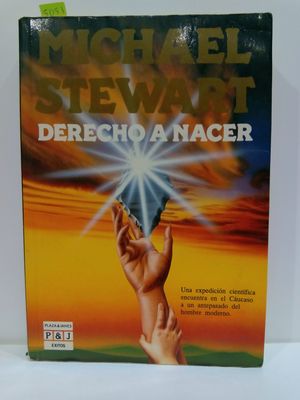 MICHAEL
STEWART
DERECHO A NACER
Una expedición científica
encuentra en el Cáucaso
a un antepasado del
hombre moderno.
PLAZA & JANES
P & J
EXITOS